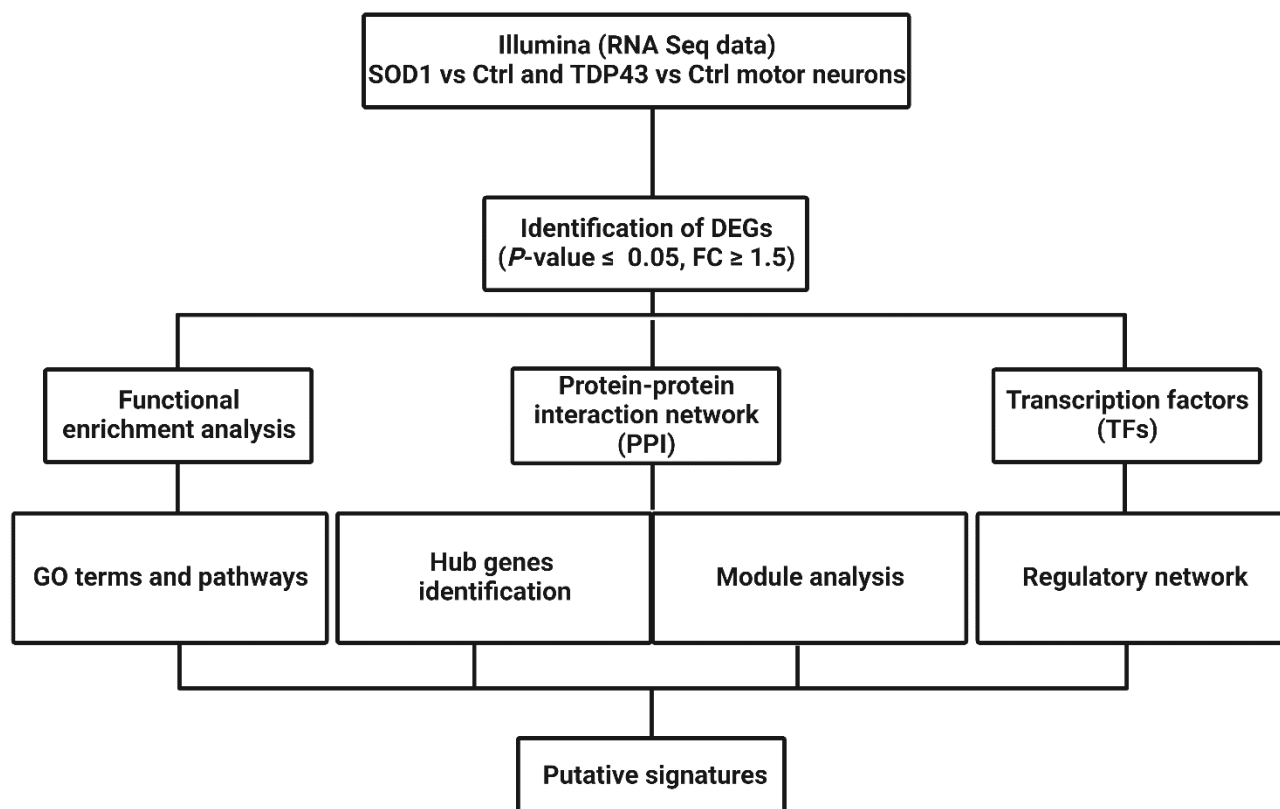 Illumina (RNA Seq data)
SOD1 vs Ctrl and TDP43 vs Ctrl motor neurons
Identification of DEGs
(P-value ≤ 0.05, FC ≥ 1.5)
Functional
enrichment analysis
Protein-protein
interaction network
(PPI)
Transcription factors
(TFs)
GO terms and pathways
Hub genes
identification
Module analysis
Regulatory network
Putative signatures